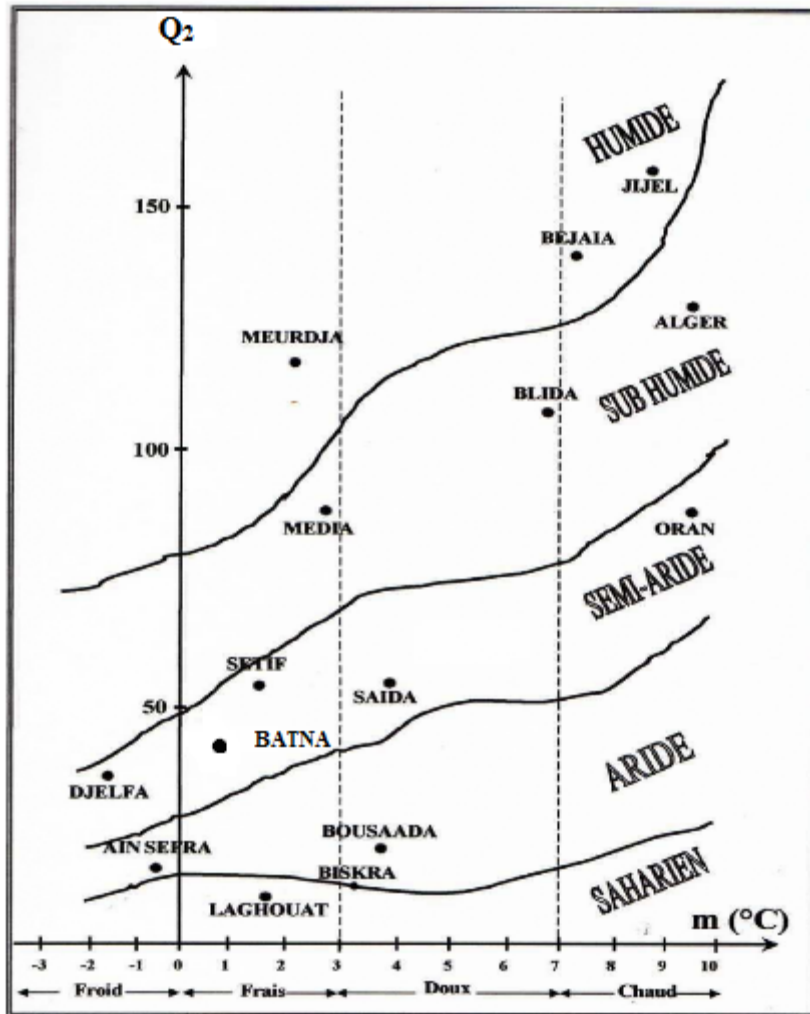 Q2
HUMIDE
JIJEL
150
BEJAIA
MEURDJA
ALGER
BLIDA
SUB HUMIDE
100
MEDIA
ORAN
SEMI-ARIDE
SETIF
SAIDA
50
BATNA
DJELFA
ARIDE
BOUSAADA
AIN SEFRA
BISKRA
LAGHOUAT
SAHARIEN
m (°C)
-3 -2 -1 0 1 2 3 4 5 6 7 8 9 10
Froid Frais Doux Chaud